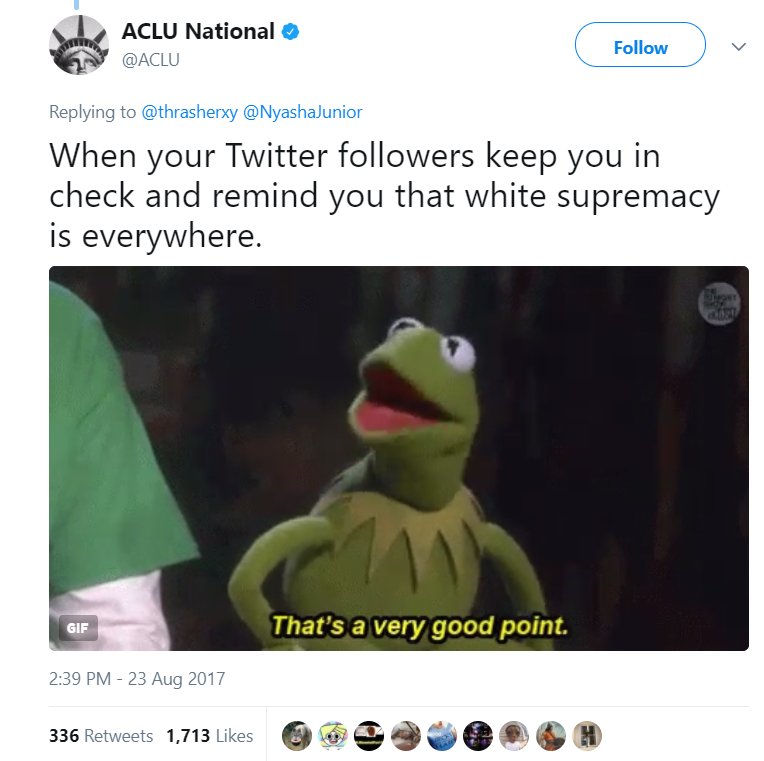 ACLU National
@ACLU
Follow
Replying to @thrasherxy @NyashaJunior
When your Twitter followers keep you in
check and remind you that white supremacy
is everywhere.
That's a very good point.
GIF
2:39 PM - 23 Aug 2017
336 Retweets 1,713 Likes